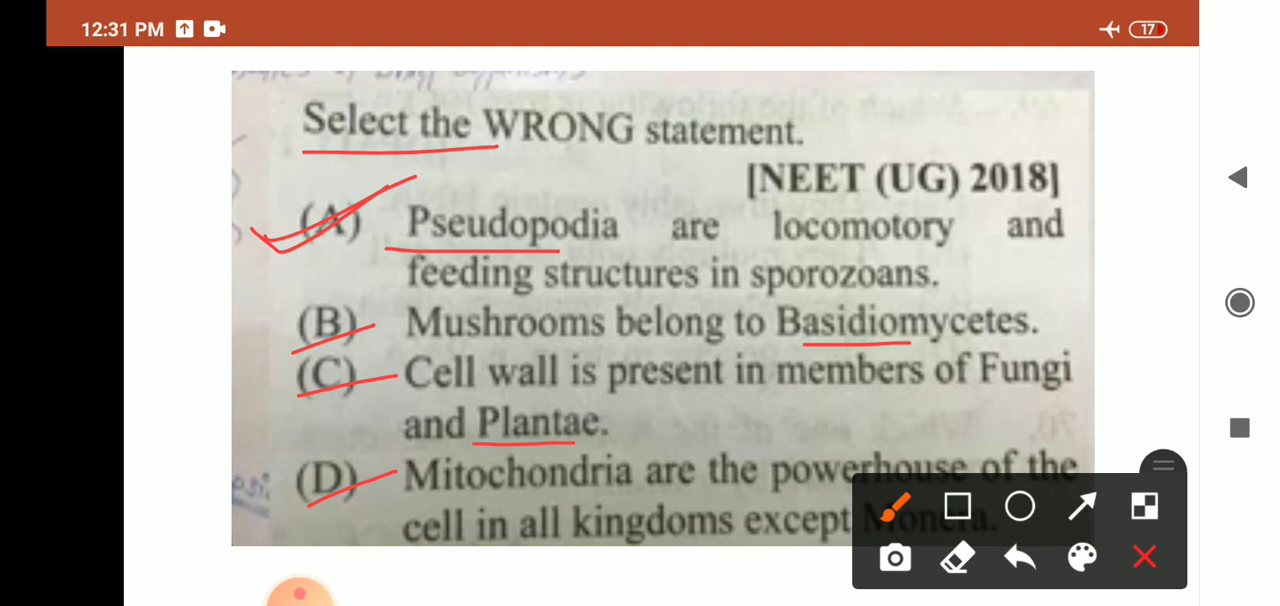 12:31 PM
17
Select the WRONG statement.
[NEET (UG) 2018]
(A) Pseudopodia are locomotory and
feeding structures in sporozoans.
(B) Mushrooms belong to Basidiomycetes.
(C) Cell wall is present in members of Fungi
and Plantae.
(D) Mitochondria are the powerhouse of the
cell in all kingdoms except Monera.